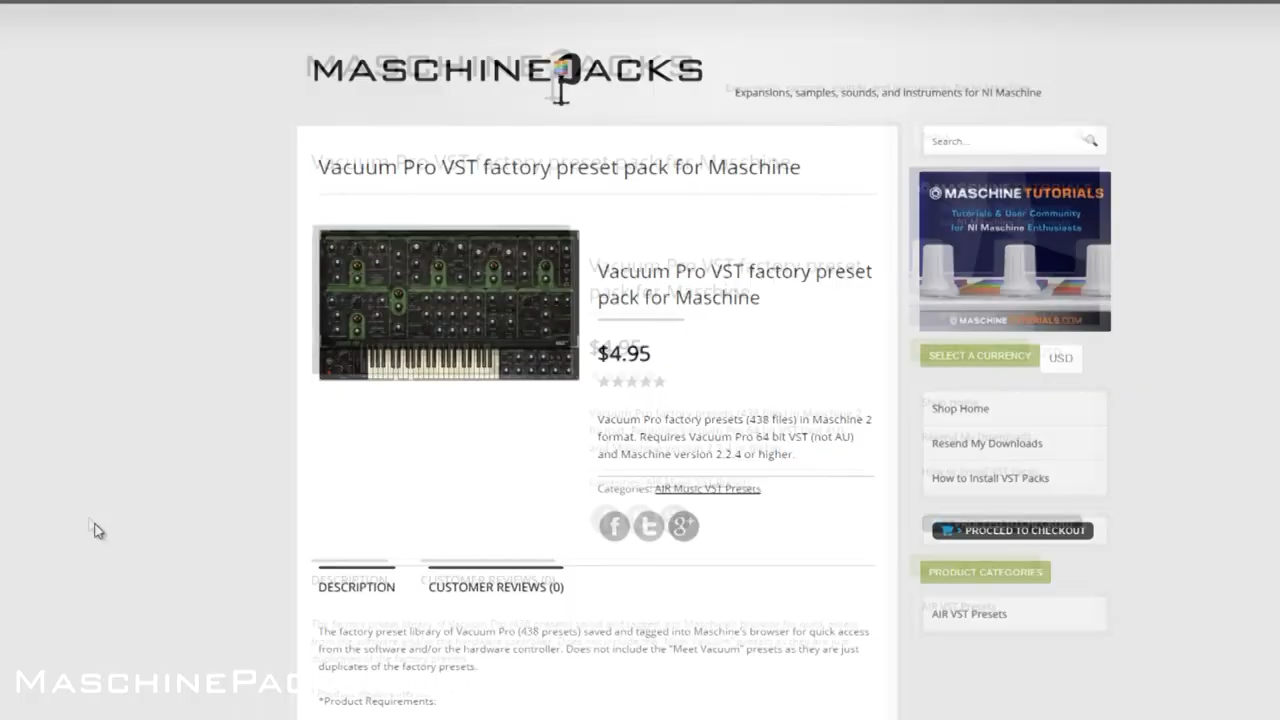 MASCHINEPACKS
Expansions, samples, sounds, and instruments for NI Maschine
Vacuum Pro VST factory preset pack for Maschine
Search...
MASCHINE TUTORIALS
Tutorials & User Community
for NI Maschine Enthusiasts
MASCHINETUTORIALS.COM
Vacuum Pro VST factory preset
pack for Maschine
$4.95
SELECT A CURRENCY
USD
Vacuum Pro factory presets (438 files) in Maschine 2
format. Requires Vacuum Pro 64 bit VST (not AU)
and Maschine version 2.2.4 or higher.
Categories: AIR Music VST Presets
Shop Home
Resend My Downloads
How to Install VST Packs
> PROCEED TO CHECKOUT
PRODUCT CATEGORIES
AIR VST Presets
DESCRIPTION
CUSTOMER REVIEWS (0)
The factory preset library of Vacuum Pro (438 presets) saved and tagged into Maschine's browser for quick access
from the software and/or the hardware controller. Does not include the "Meet Vacuum" presets as they are just
duplicates of the factory presets.
*Product Requirements:
MASCHINEPAC